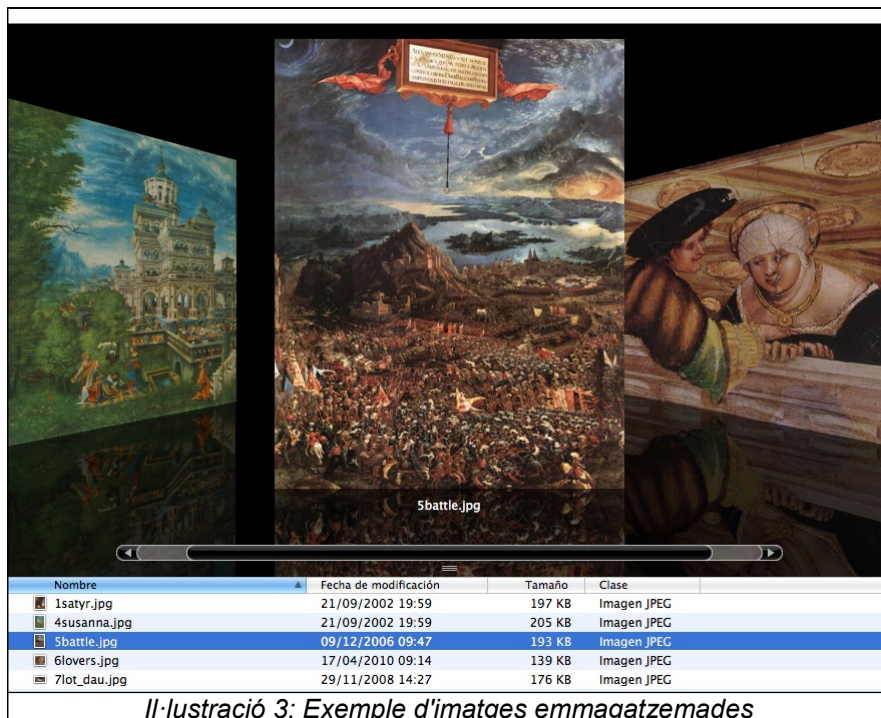 5battle.jpg
Nombre Fecha de modificación Tamaño Clase
1satyr.jpg 21/09/2002 19:59 197 KB Imagen JPEG
4susanna.jpg 21/09/2002 19:59 205 KB Imagen JPEG
5battle.jpg 09/12/2006 09:47 193 KB Imagen JPEG
6lovers.jpg 17/04/2010 09:14 139 KB Imagen JPEG
7lot_dau.jpg 29/11/2008 14:27 176 KB Imagen JPEG
Il·lustració 3: Exemple d'imatges emmagatzemades